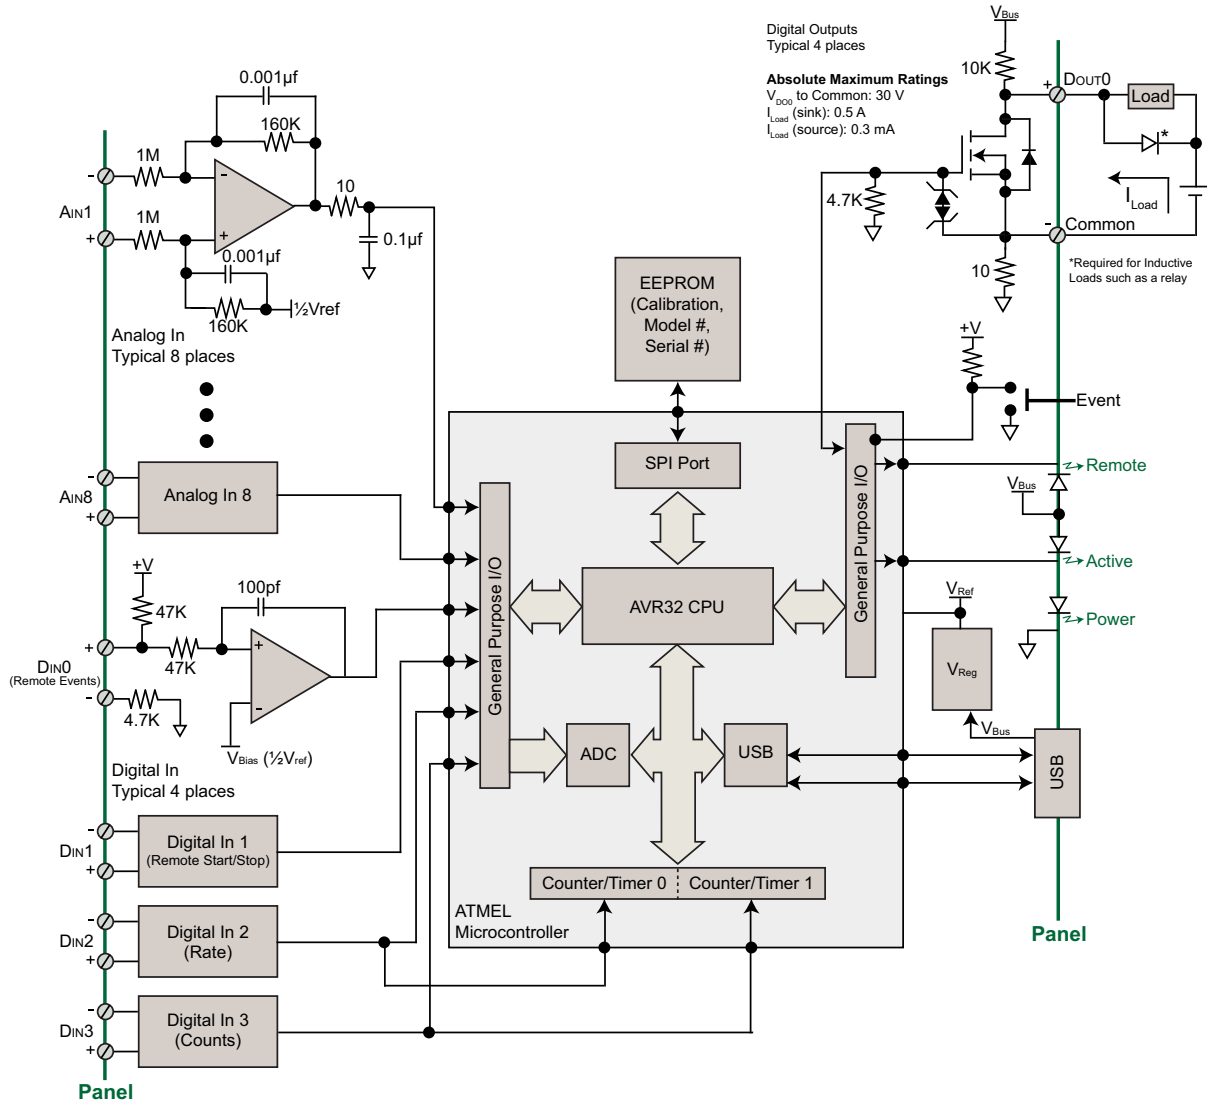 Digital Outputs
Typical 4 places
Absolute Maximum Ratings
VDO0 to Common: 30 V
ILoad (sink): 0.5 A
ILoad (source): 0.3 mA
VBus
10K
+
DOUT0
Load
*
ILoad
4.7K
-
Common
10
*Required for Inductive
Loads such as a relay
0.001µf
160K
1M
-
-
AIN1
1M
+
+
10
0.1µf
0.001µf
160K
½Vref
Analog In
Typical 8 places
EEPROM
(Calibration,
Model #,
Serial #)
+V
Event
SPI Port
General Purpose I/O
Remote
VBus
Active
-
AIN8
+
Analog In 8
General Purpose I/O
AVR32 CPU
VRef
Power
VReg
VBus
+V
47K
100pf
+
DIN0
(Remote Events)
-
47K
+
-
4.7K
VBias (½Vref)
ADC
USB
USB
Digital In
Typical 4 places
-
DIN1
+
Digital In 1
(Remote Start/Stop)
Counter/Timer 0
Counter/Timer 1
ATMEL
Microcontroller
-
DIN2
+
Digital In 2
(Rate)
Panel
-
DIN3
+
Digital In 3
(Counts)
Panel